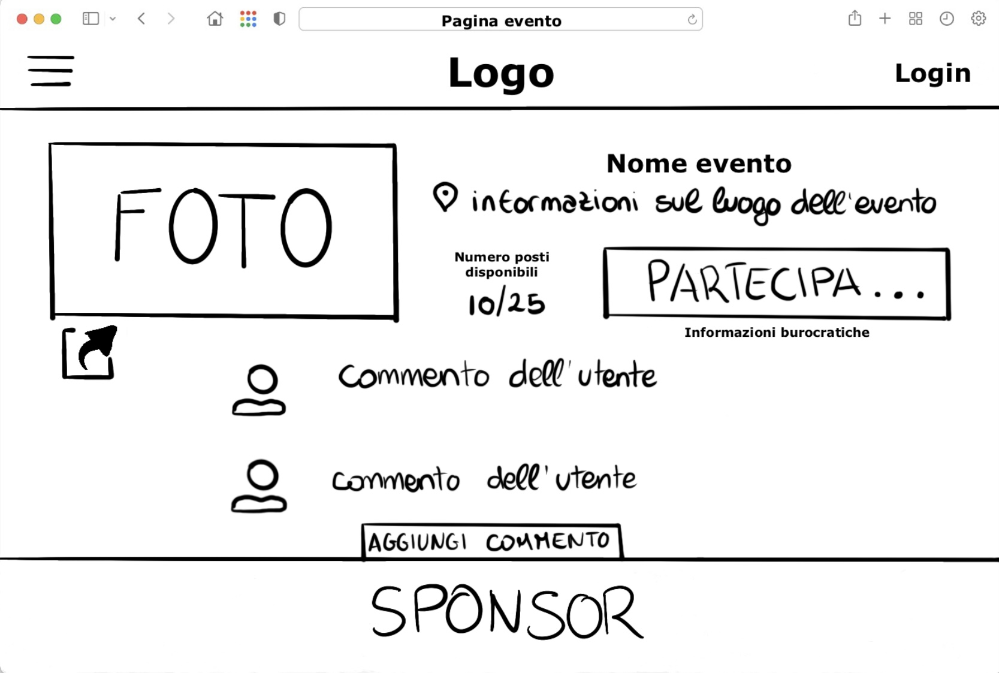 Pagina evento
Logo
Login
FOTO
Nome evento
informazioni sul luogo dell'evento
Numero posti
disponibili
10/25
PARTECIPA...
Informazioni burocratiche
Commento dell'utente
commento dell'utente
AGGIUNGI COMMENTO
SPONSOR